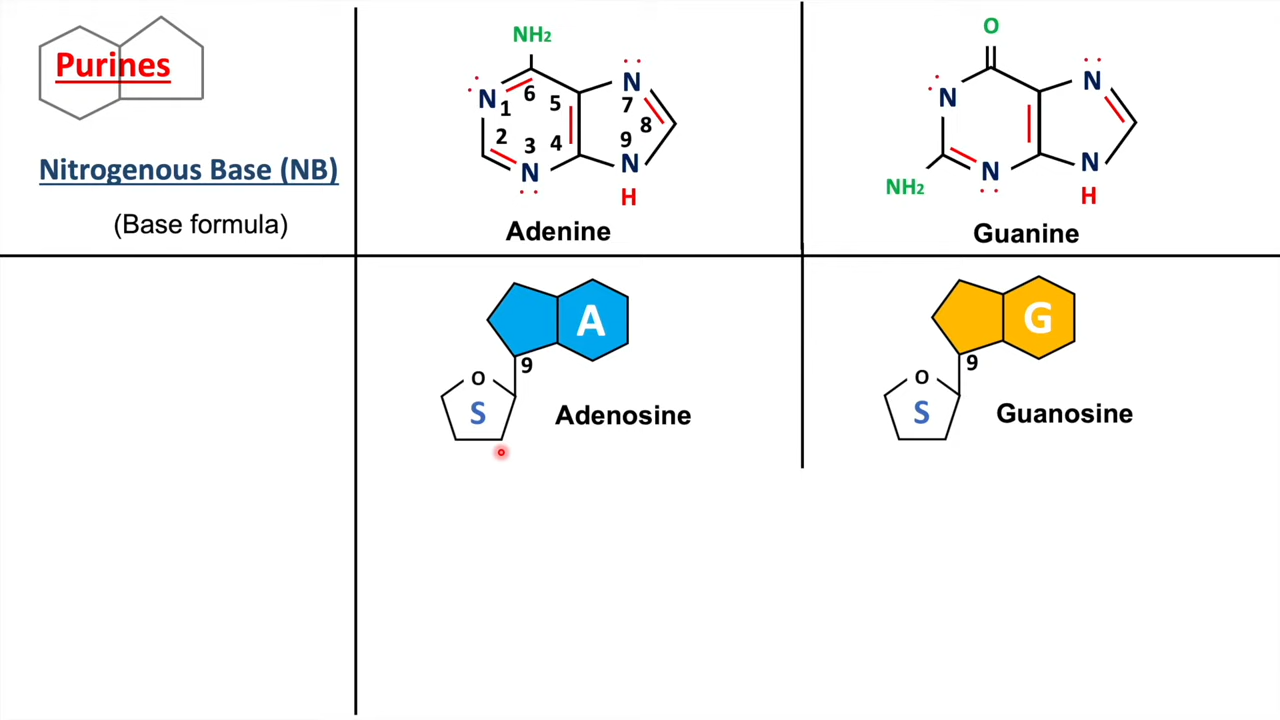 Purines
Nitrogenous Base (NB)
(Base formula)
NH₂
N 1 6 5 N 7
2 3 4 9 8
N N
H
Adenine
O
N N
N N
NH₂ H
Guanine
A
9
O
S
Adenosine
G
9
O
S
Guanosine